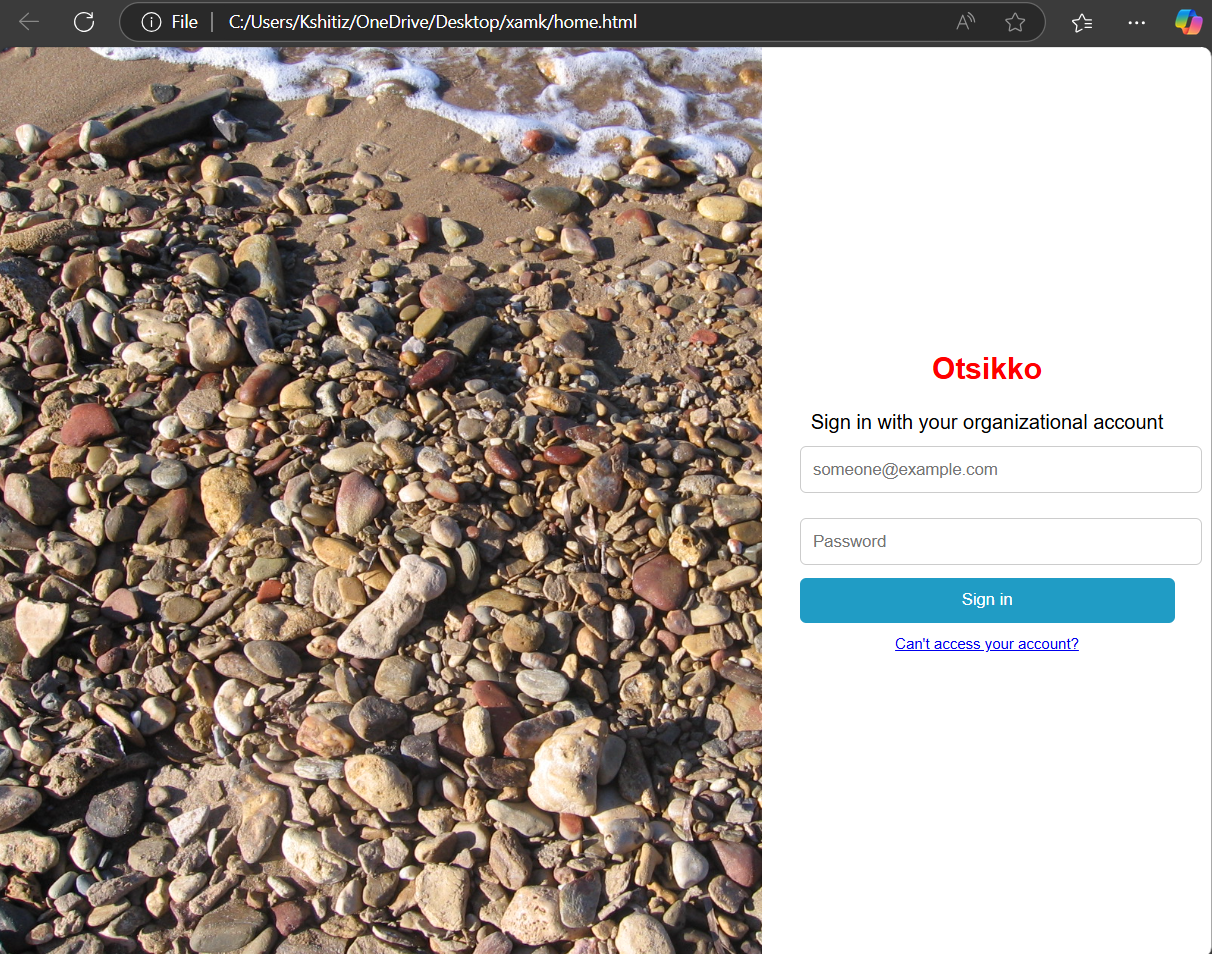 File
C:/Users/Kshitiz/OneDrive/Desktop/xamk/home.html
Otsikko
Sign in with your organizational account
someone@example.com
Password
Sign in
Can't access your account?